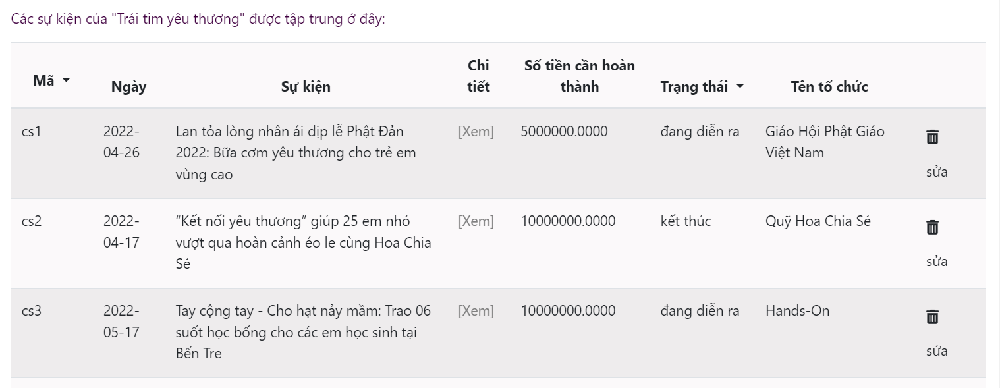 Các sự kiện của "Trái tim yêu thương" được tập trung ở đây:
Mã
Ngày
Sự kiện
Chi
tiết
Số tiền cần hoàn
thành
Trạng thái
Tên tổ chức
cs1
2022-
04-26
Lan tỏa lòng nhân ái dịp lễ Phật Đản
2022: Bữa cơm yêu thương cho trẻ em
vùng cao
[Xem]
5000000.0000
đang diễn ra
Giáo Hội Phật Giáo
Việt Nam
sửa
cs2
2022-
04-17
“Kết nối yêu thương” giúp 25 em nhỏ
vượt qua hoàn cảnh éo le cùng Hoa Chia
Sẻ
[Xem]
10000000.0000
kết thúc
Quỹ Hoa Chia Sẻ
sửa
cs3
2022-
05-17
Tay cộng tay - Cho hạt nảy mầm: Trao 06
suốt học bổng cho các em học sinh tại
Bến Tre
[Xem]
10000000.0000
đang diễn ra
Hands-On
sửa